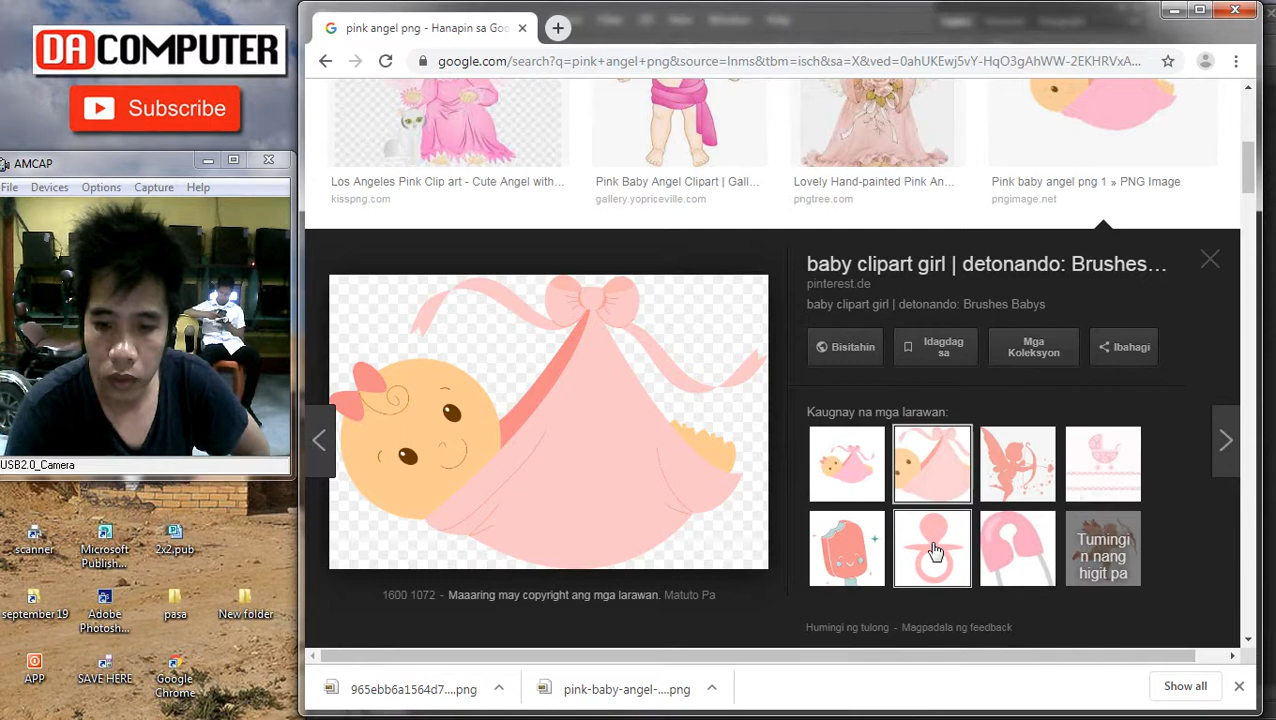 DACOMPUTER
Subscribe
AMCAP
File Devices Options Capture Help
USB2.0_Camera
scanner
Microsoft Publish...
2x2.pub
september19
Adobe Photosh...
pasa
New folder
APP
SAVE HERE
Google Chrome
pink angel png - Hanapin sa Goo
google.com/search?q=pink+angel+png&source=lnms&tbm=isch&sa=X&ved=0ahUKEwj5vY-HqO3gAhWW-2EKHRVxA...
Los Angeles Pink Clip art - Cute Angel with...
kisspng.com
Pink Baby Angel Clipart | Gall...
gallery.yopriceville.com
Lovely Hand-painted Pink An...
pngtree.com
Pink baby angel png 1 » PNG Image
pngimage.net
baby clipart girl | detonando: Brushes...
pinterest.de
baby clipart girl | detonando: Brushes Babys
Bisitahin
Idagdag sa
Mga Koleksyon
Ibahagi
Kaugnay na mga larawan:
Tumingi
n nang
higit pa
1600 1072 - Maaaring may copyright ang mga larawan. Matuto Pa
Humingi ng tulong - Magpadala ng feedback
965ebb6a1564d7....png
pink-baby-angel-....png
Show all